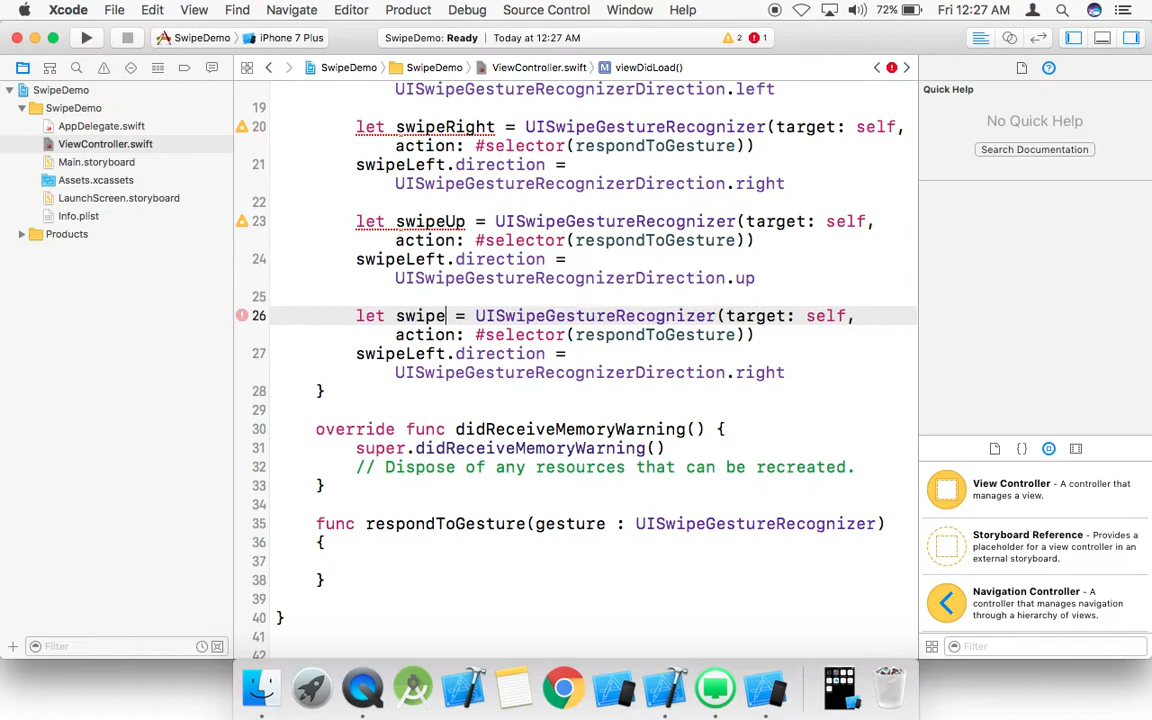 Xcode File Edit View Find Navigate Editor Product Debug Source Control Window Help 72% Fri 12:27 AM
SwipeDemo iPhone 7 Plus SwipeDemo: Ready Today at 12:27 AM 2 1
SwipeDemo SwipeDemo ViewController.swift M viewDidLoad()
SwipeDemo
SwipeDemo
AppDelegate.swift
ViewController.swift
Main.storyboard
Assets.xcassets
LaunchScreen.storyboard
Info.plist
Products
Filter
UISwipeGestureRecognizerDirection.left
19
20 let swipeRight = UISwipeGestureRecognizer(target: self,
action: #selector(respondToGesture))
21 swipeLeft.direction =
UISwipeGestureRecognizerDirection.right
22
23 let swipeUp = UISwipeGestureRecognizer(target: self,
action: #selector(respondToGesture))
24 swipeLeft.direction =
UISwipeGestureRecognizerDirection.up
25
26 let swipe = UISwipeGestureRecognizer(target: self,
action: #selector(respondToGesture))
27 swipeLeft.direction =
UISwipeGestureRecognizerDirection.right
28 }
29
30 override func didReceiveMemoryWarning() {
31 super.didReceiveMemoryWarning()
32 // Dispose of any resources that can be recreated.
33 }
34
35 func respondToGesture(gesture : UISwipeGestureRecognizer)
36 {
37
38 }
39
40 }
41
42
Quick Help
No Quick Help
Search Documentation
{ }
View Controller - A controller that
manages a view.
Storyboard Reference - Provides a
placeholder for a view controller in an
external storyboard.
Navigation Controller - A
controller that manages navigation
through a hierarchy of views.
Filter